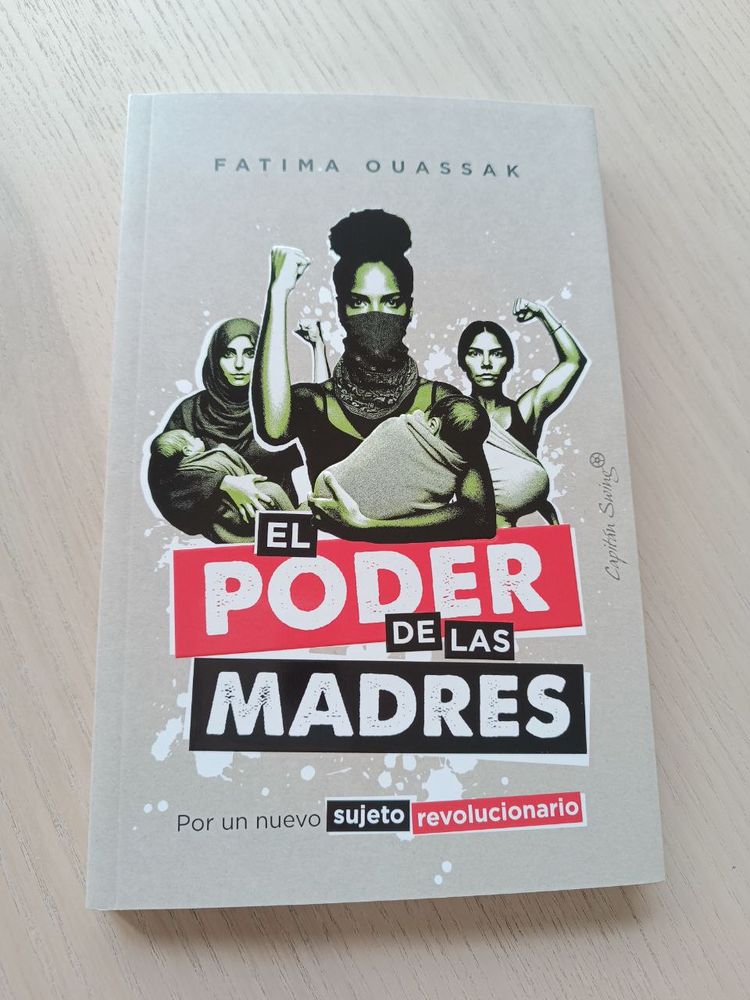 FATIMA OUASSAK
Capitán Swing
EL
PODER
DE LAS
MADRES
Por un nuevo sujeto revolucionario